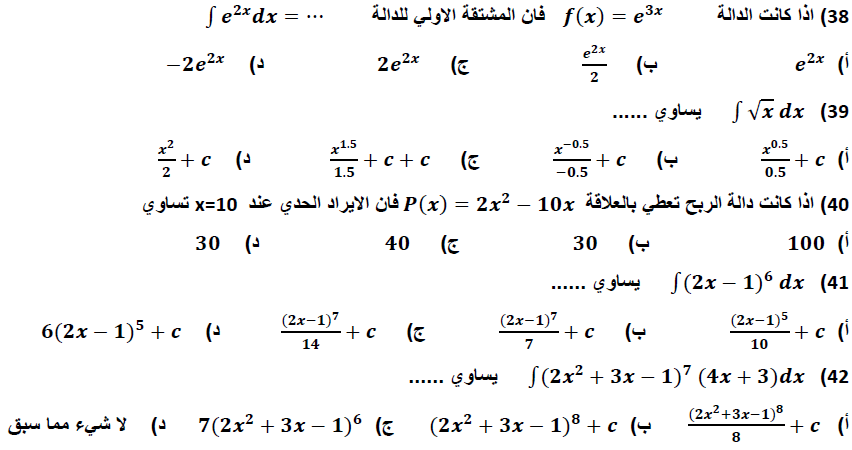 38) اذا كانت الدالة f(x) = e^{3x} فان المشتقة الاولي للدالة ∫ e^{2x} dx = ⋯
أ) e^{2x} ب) \frac{e^{2x}}{2} ج) 2e^{2x} د) −2e^{2x}
39) ∫ √x dx يساوي ......
أ) \frac{x^{0.5}}{0.5} + c ب) \frac{x^{−0.5}}{−0.5} + c ج) \frac{x^{1.5}}{1.5} + c + c د) \frac{x^{2}}{2} + c
40) اذا كانت دالة الربح تعطي بالعلاقة P(x) = 2x^2 − 10x فان الايراد الحدي عند x=10 تساوي
أ) 100 ب) 30 ج) 40 د) 30
41) ∫(2x − 1)^6 dx يساوي ......
أ) \frac{(2x−1)^5}{10} + c ب) \frac{(2x−1)^7}{7} + c ج) \frac{(2x−1)^7}{14} + c د) 6(2x − 1)^5 + c
42) ∫(2x^2 + 3x − 1)^7 (4x + 3)dx يساوي ......
أ) \frac{(2x^2+3x−1)^8}{8} + c ب) (2x^2 + 3x − 1)^8 + c ج) 7(2x^2 + 3x − 1)^6 د) لا شيء مما سبق